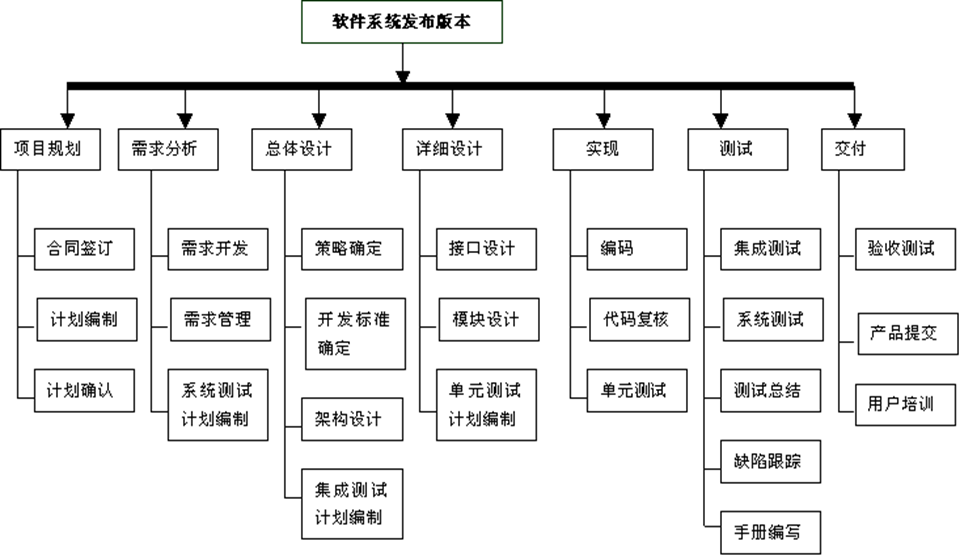 软件系统发布版本
项目规划
需求分析
总体设计
详细设计
实现
测试
交付
合同签订
计划编制
计划确认
需求开发
需求管理
系统测试
计划编制
策略确定
开发标准
确定
架构设计
集成测试
计划编制
接口设计
模块设计
单元测试
计划编制
编码
代码复核
单元测试
集成测试
系统测试
测试总结
缺陷跟踪
手册编写
验收测试
产品提交
用户培训